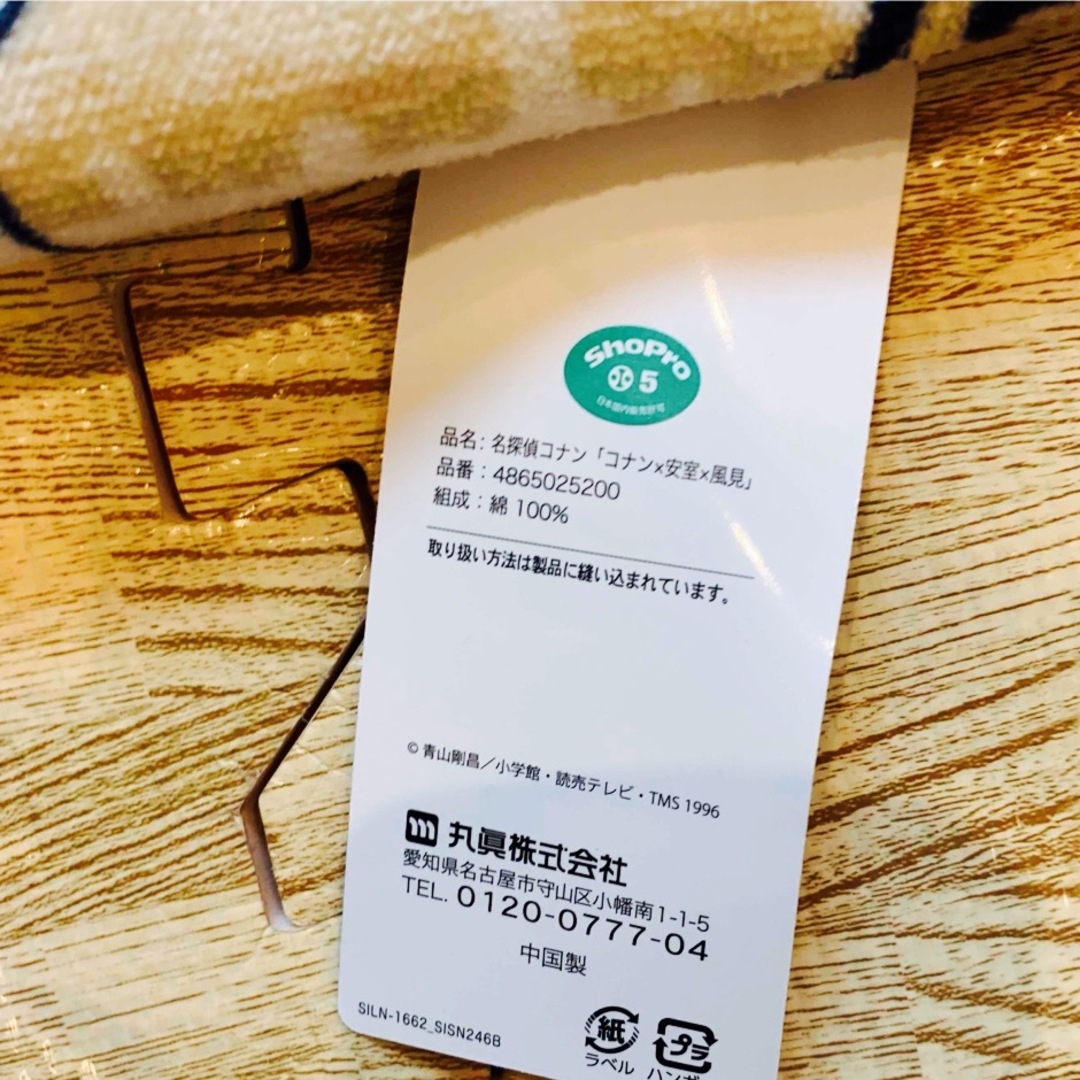 ShoPro
5
日本国内販売許可
品名：名探偵コナン「コナン×安室×風見」
品番：4865025200
組成：綿 100%
取り扱い方法は製品に縫い込まれています。
© 青山剛昌／小学館・読売テレビ・TMS 1996
m 丸眞株式会社
愛知県名古屋市守山区小幡南1-1-5
TEL. 0120-0777-04
中国製
SILN-1662_SISN246B
紙 プラ
ラベル ハンガ